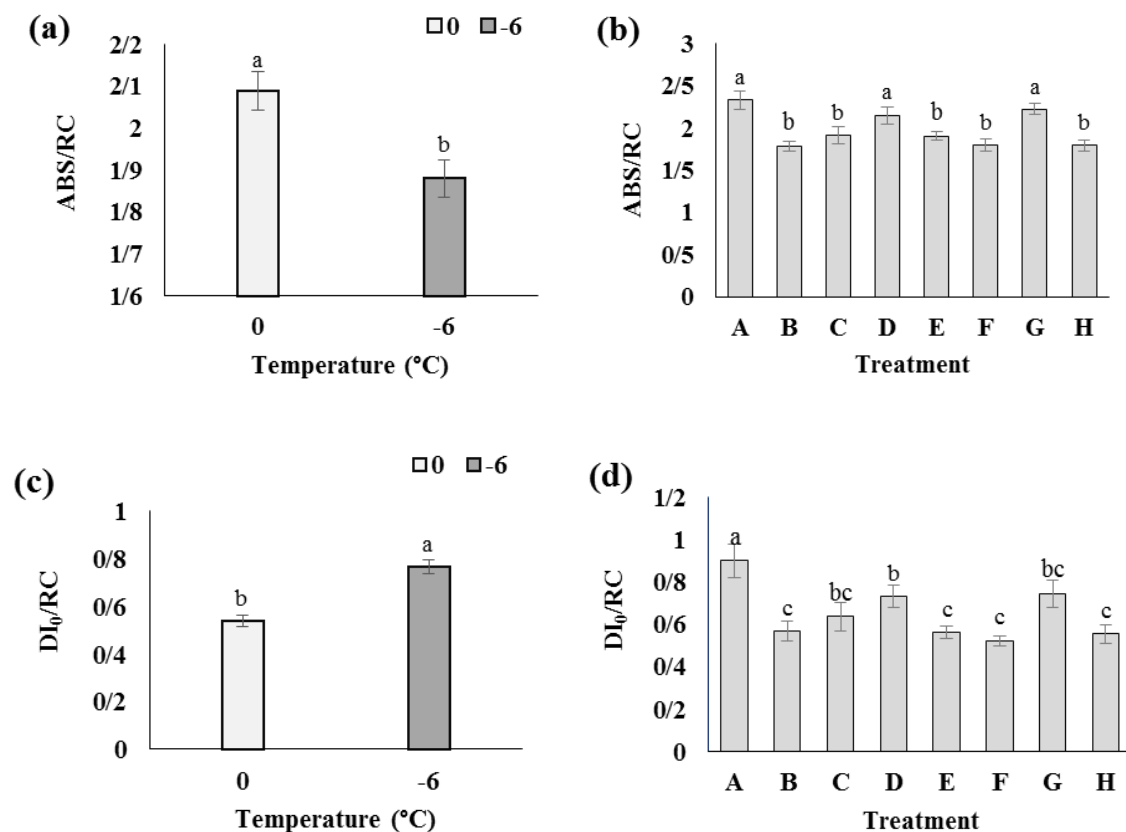 (a)
0 -6
2/2
2/1
2
1/9
1/8
1/7
1/6
ABS/RC
a
b
0 -6
Temperature (°C)
(b)
3
2/5
2
1/5
1
0/5
0
ABS/RC
a b b a b b a b
A B C D E F G H
Treatment
(c)
0 -6
1
0/8
0/6
0/4
0/2
0
DI₀/RC
b
a
0 -6
Temperature (°C)
(d)
1/2
1
0/8
0/6
0/4
0/2
0
DI₀/RC
a c bc b c c bc c
A B C D E F G H
Treatment